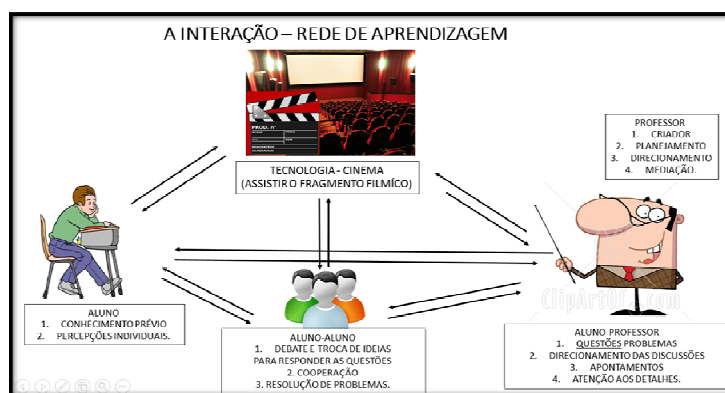 A INTERAÇÃO – REDE DE APRENDIZAGEM
PROD. nº
TECNOLOGIA - CINEMA
(ASSISTIR O FRAGMENTO FILMÍCO)
PROFESSOR
1. CRIADOR
2. PLANEJAMENTO
3. DIRECIONAMENTO
4. MEDIAÇÃO.
ALUNO
1. CONHECIMENTO PRÉVIO
2. PERCEPÇÕES INDIVIDUAIS.
ALUNO-ALUNO
1. DEBATE E TROCA DE IDEIAS
PARA RESPONDER AS QUESTÕES
2. COOPERAÇÃO
3. RESOLUÇÃO DE PROBLEMAS.
ALUNO PROFESSOR
1. QUESTÕES PROBLEMAS
2. DIRECIONAMENTO DAS DISCUSSÕES
3. APONTAMENTOS
4. ATENÇÃO AOS DETALHES.